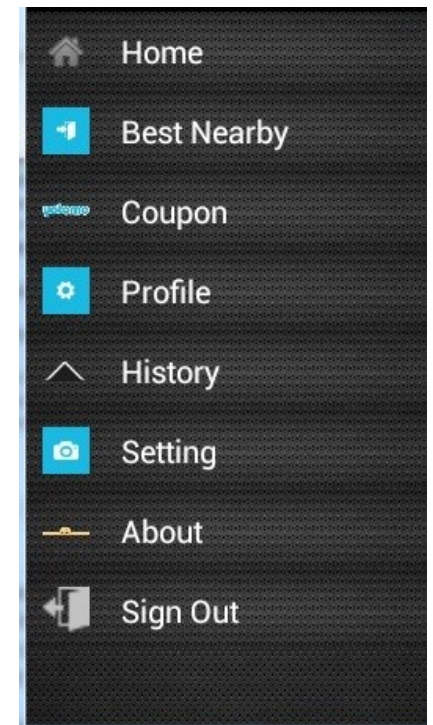 Home
Best Nearby
Coupon
Profile
History
Setting
About
Sign Out